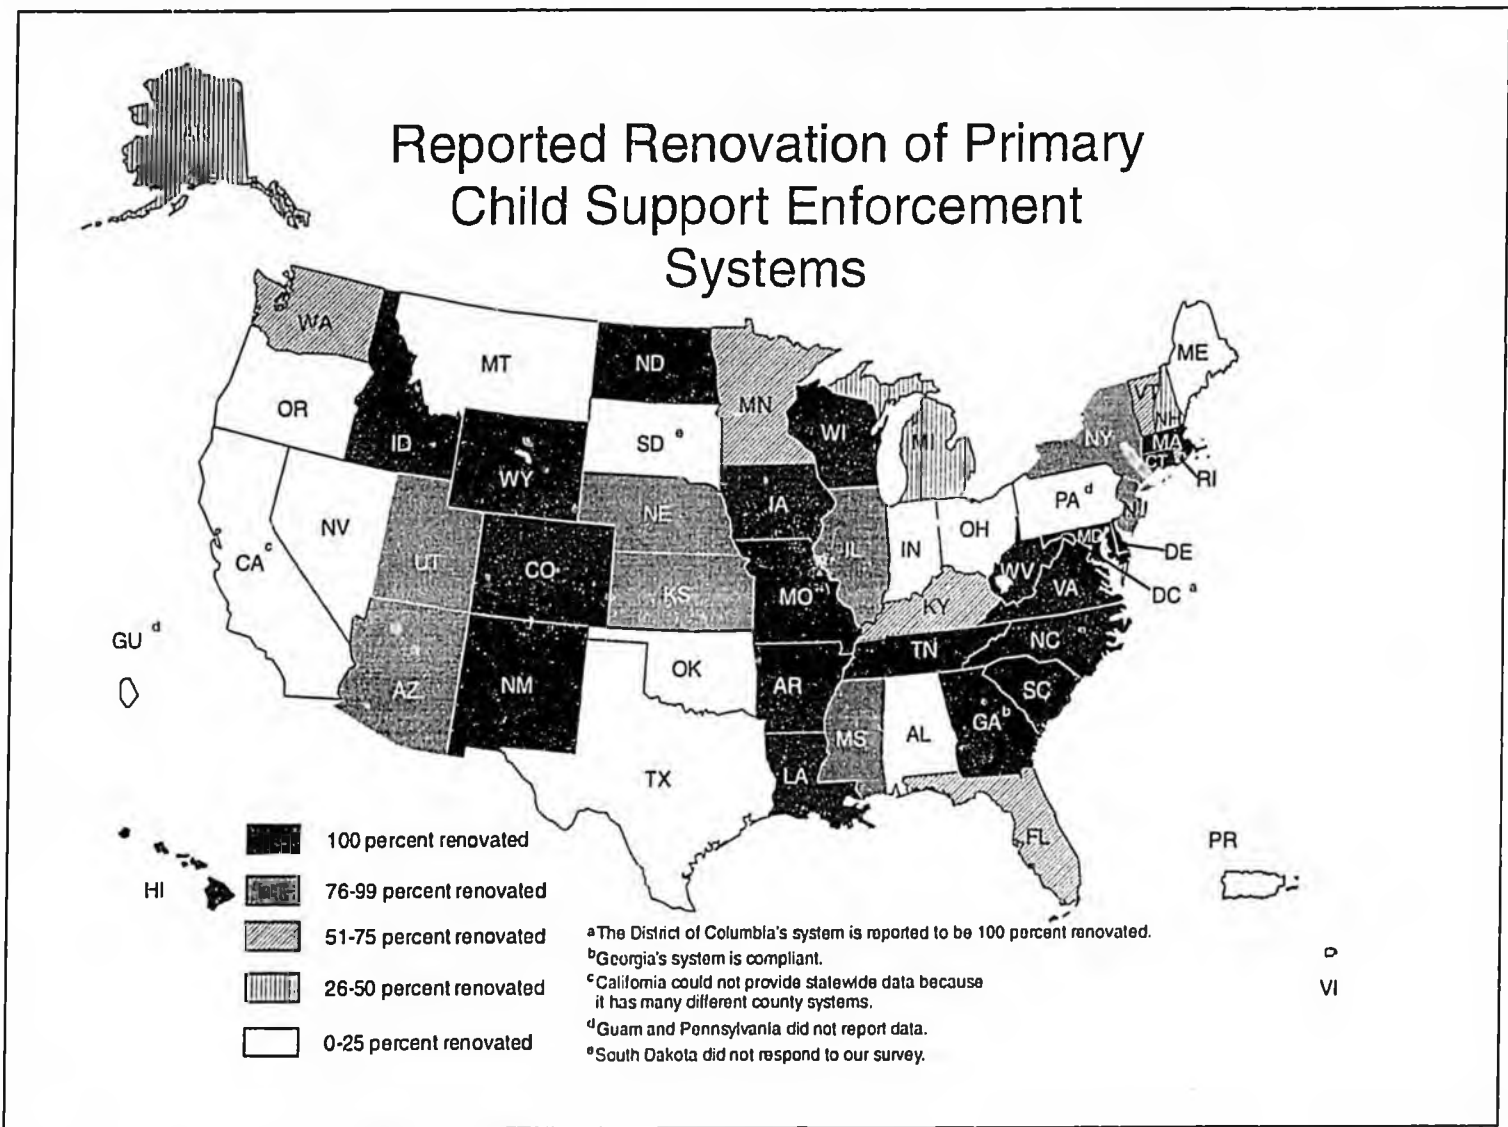 Reported Renovation of Primary
Child Support Enforcement
Systems
WA
MT
ND
MN
ME
OR
ID
WY
SD e
WI
MI
NY
VT
NH
MA
CT
RI
NV
UT
NE
IA
PA d
NJ
CA c
CO
KS
MO
IL
IN
OH
KY
WV
MD
DE
VA
DC a
GU d
AZ
NM
OK
AR
TN
NC
SC
TX
LA
MS
AL
GA b
FL
HI
PR
VI
100 percent renovated
76-99 percent renovated
51-75 percent renovated
26-50 percent renovated
0-25 percent renovated
a The District of Columbia's system is reported to be 100 percent renovated.
b Georgia's system is compliant.
c California could not provide statewide data because
it has many different county systems.
d Guam and Pennsylvania did not report data.
e South Dakota did not respond to our survey.